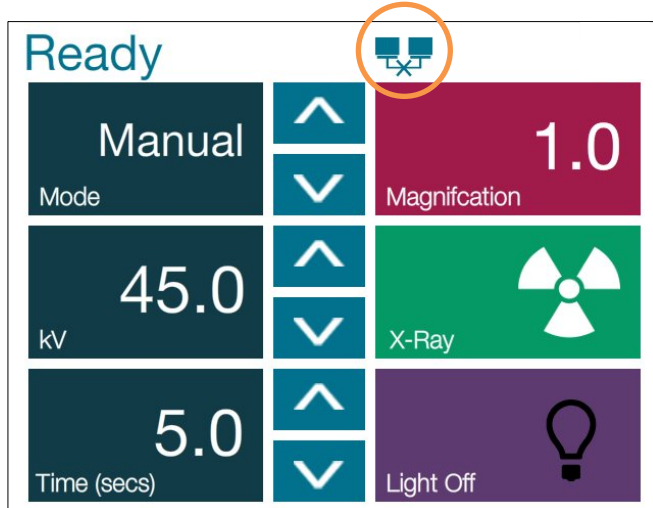 Ready
Manual
Mode
1.0
Magnifcation
45.0
kV
X-Ray
5.0
Time (secs)
Light Off